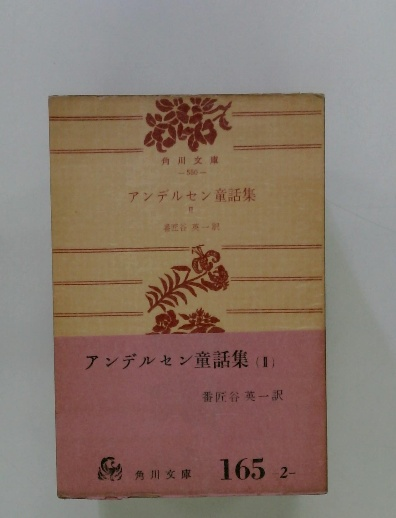 角川文庫
アンデルセン童話集
II
番匠谷 英一訳
アンデルセン童話集(II)
番匠谷英一訳
角川文庫 165 -2-